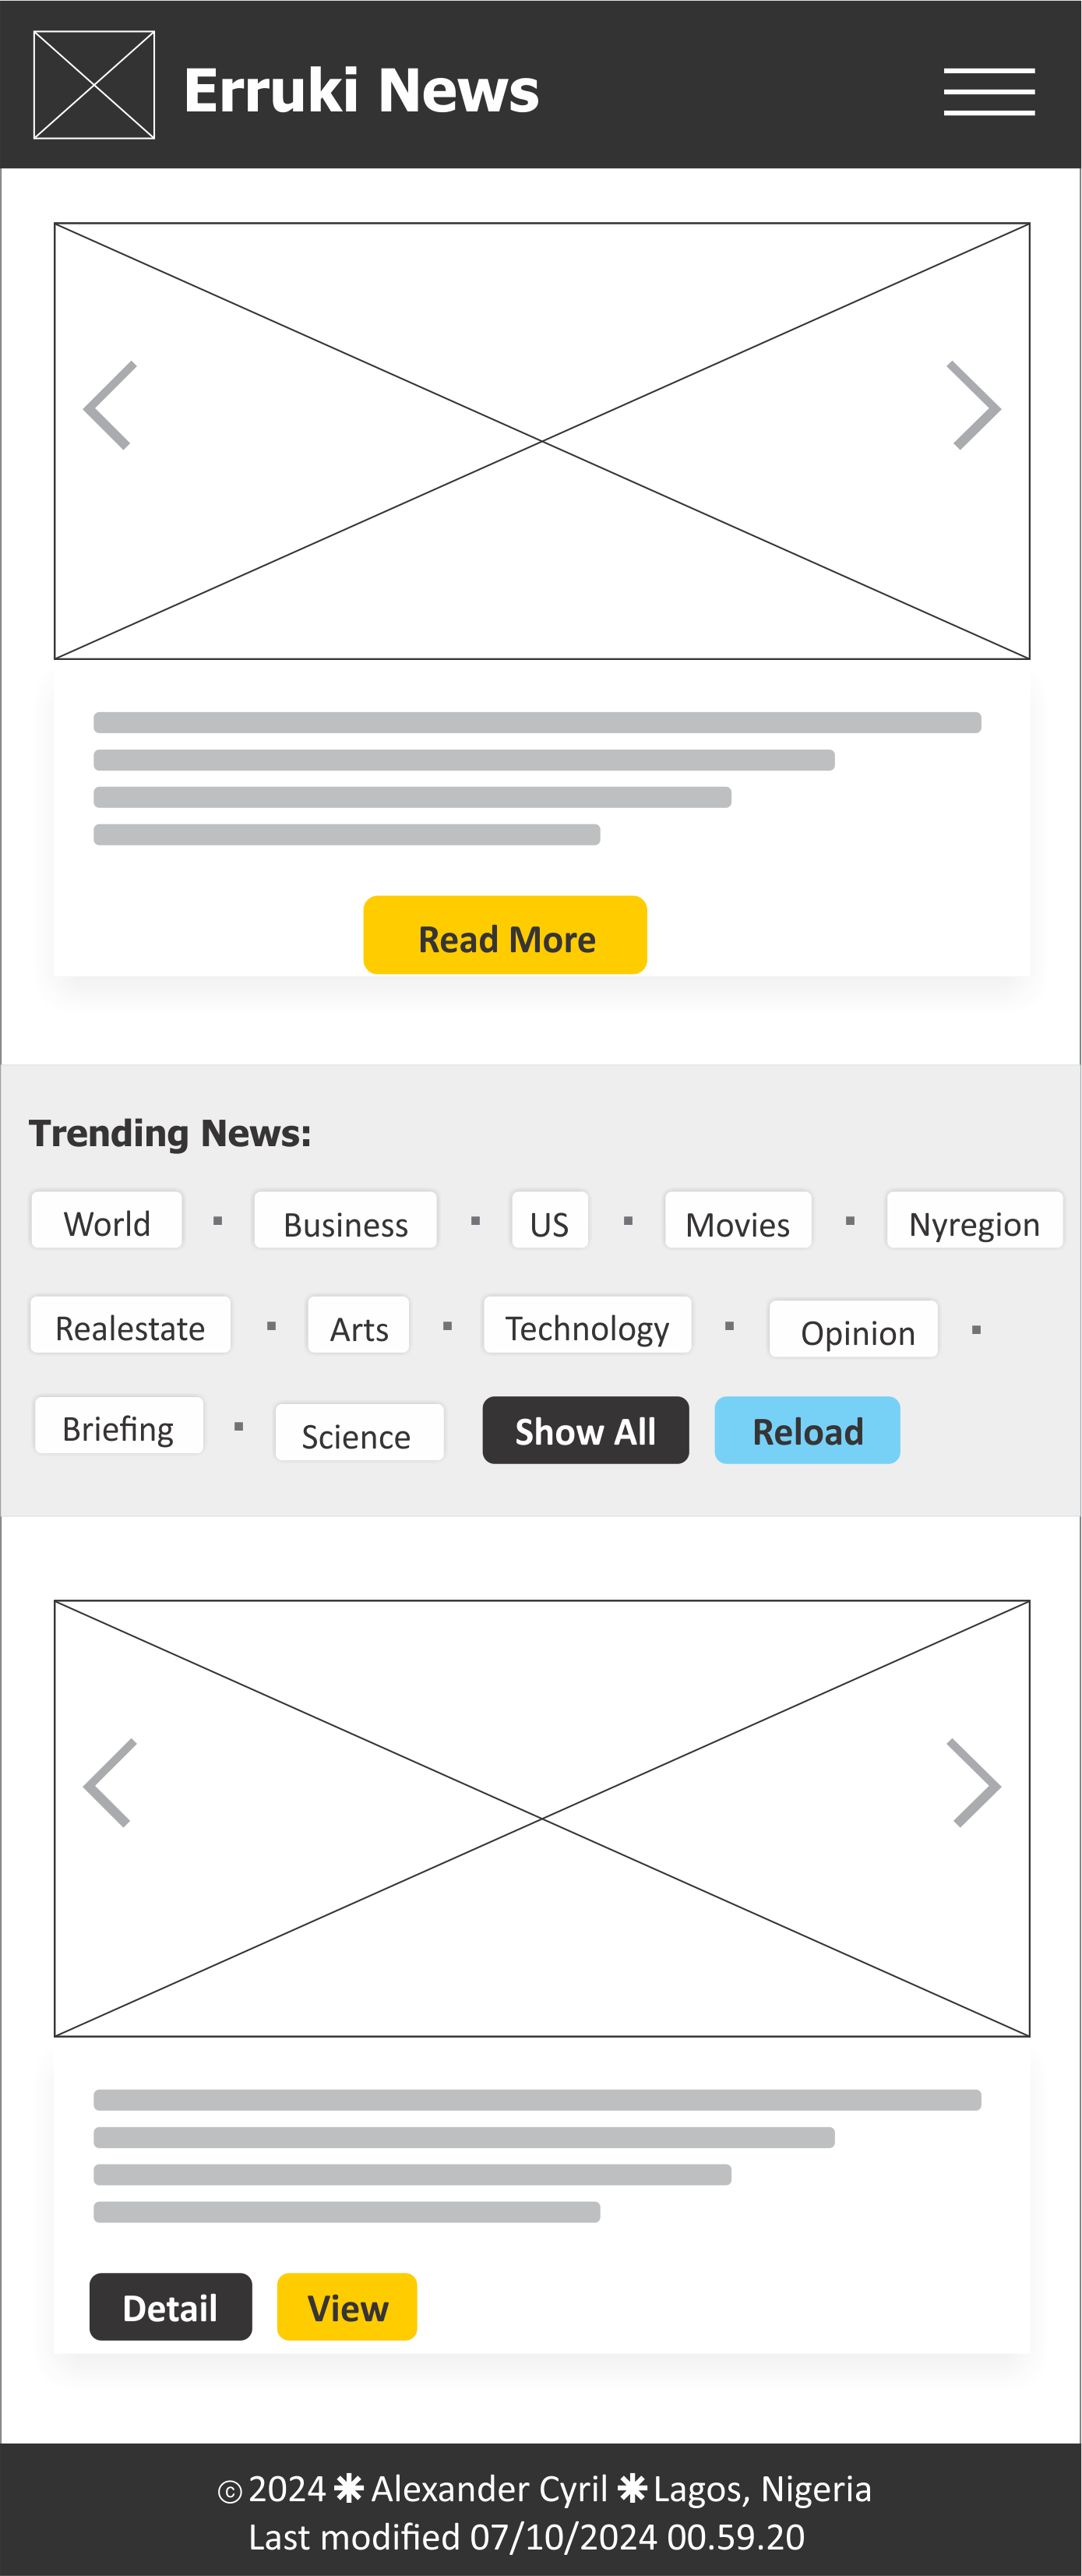 Erruki News
Read More
Trending News:
World ▪ Business ▪ US ▪ Movies ▪ Nyregion
Realestate ▪ Arts ▪ Technology ▪ Opinion ▪
Briefing ▪ Science Show All Reload
Detail View
© 2024 ✱ Alexander Cyril ✱ Lagos, Nigeria
Last modified 07/10/2024 00.59.20